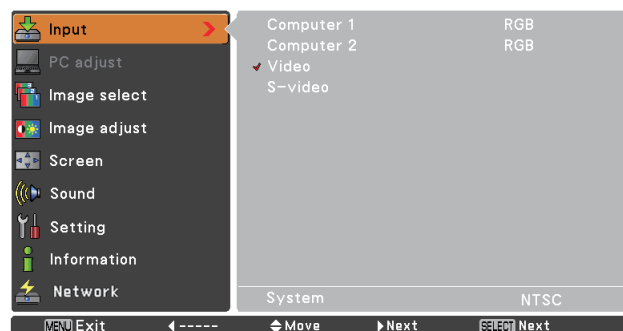 Input
PC adjust
Image select
Image adjust
Screen
Sound
Setting
Information
Network
Computer 1 RGB
Computer 2 RGB
Video
S-video
System NTSC
MENU Exit ----- Move Next SELECT Next